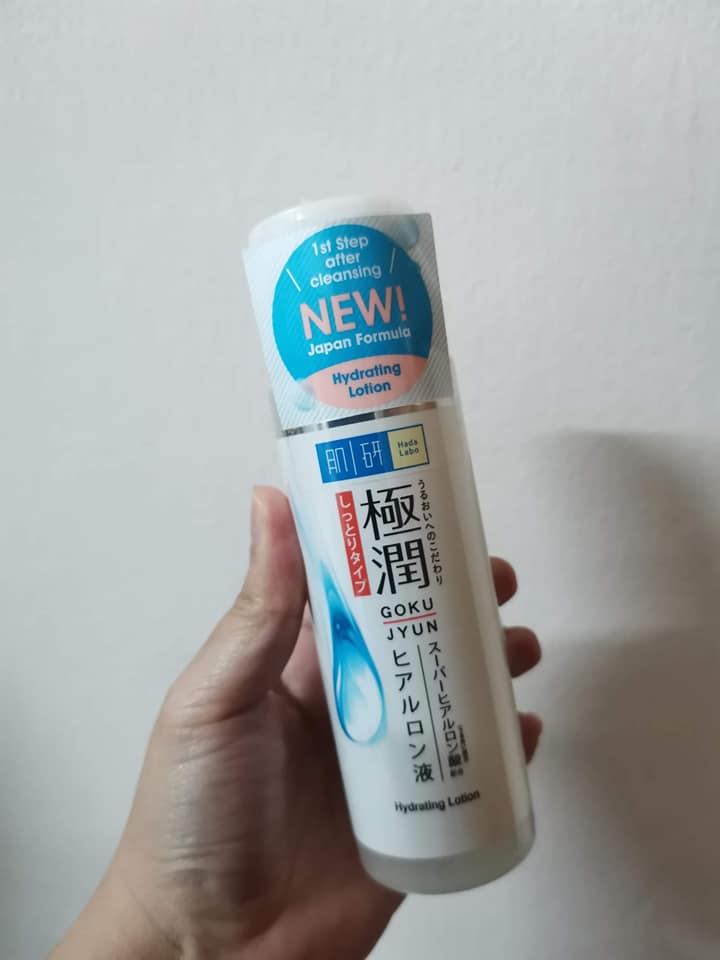 1st Step
after
cleansing
NEW!
Japan Formula
Hydrating
Lotion
肌研
Hada
Labo
うるおいへのこだわり
極潤
しっとりタイプ
GOKU
JYUN
ヒアルロン液
スーパーヒアルロン酸
配合
Hydrating Lotion